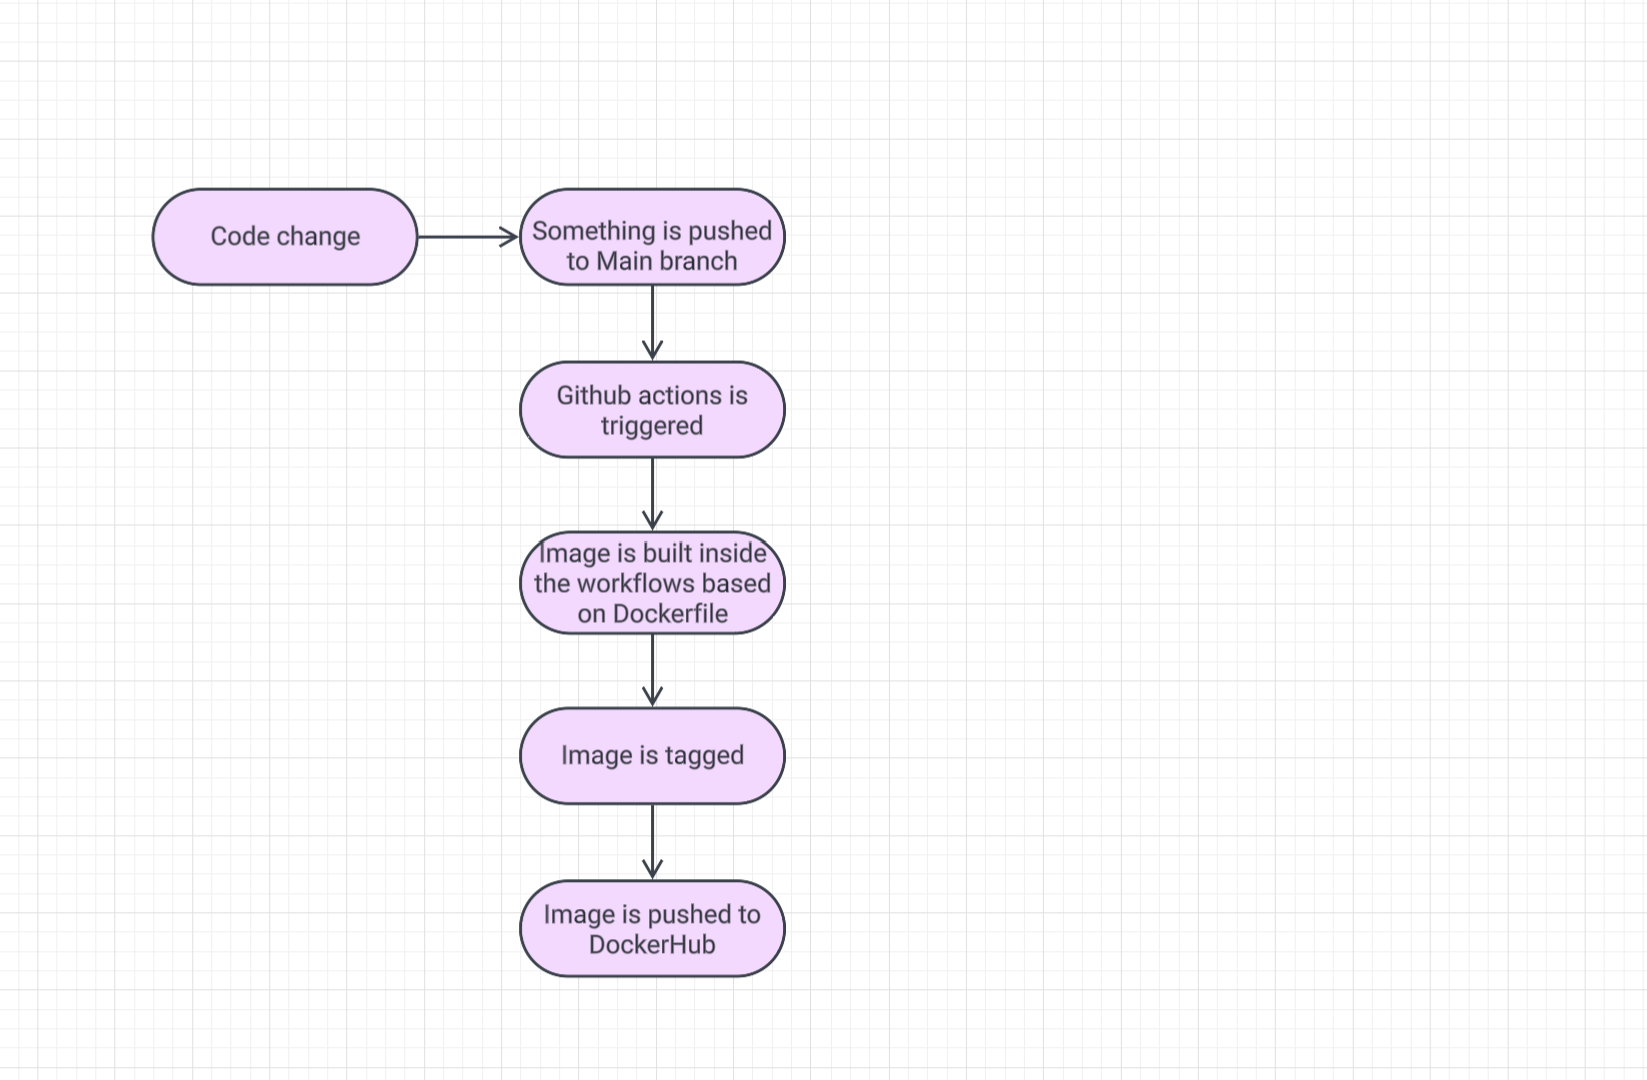 Code change
Something is pushed
to Main branch
Github actions is
triggered
Image is built inside
the workflows based
on Dockerfile
Image is tagged
Image is pushed to
DockerHub